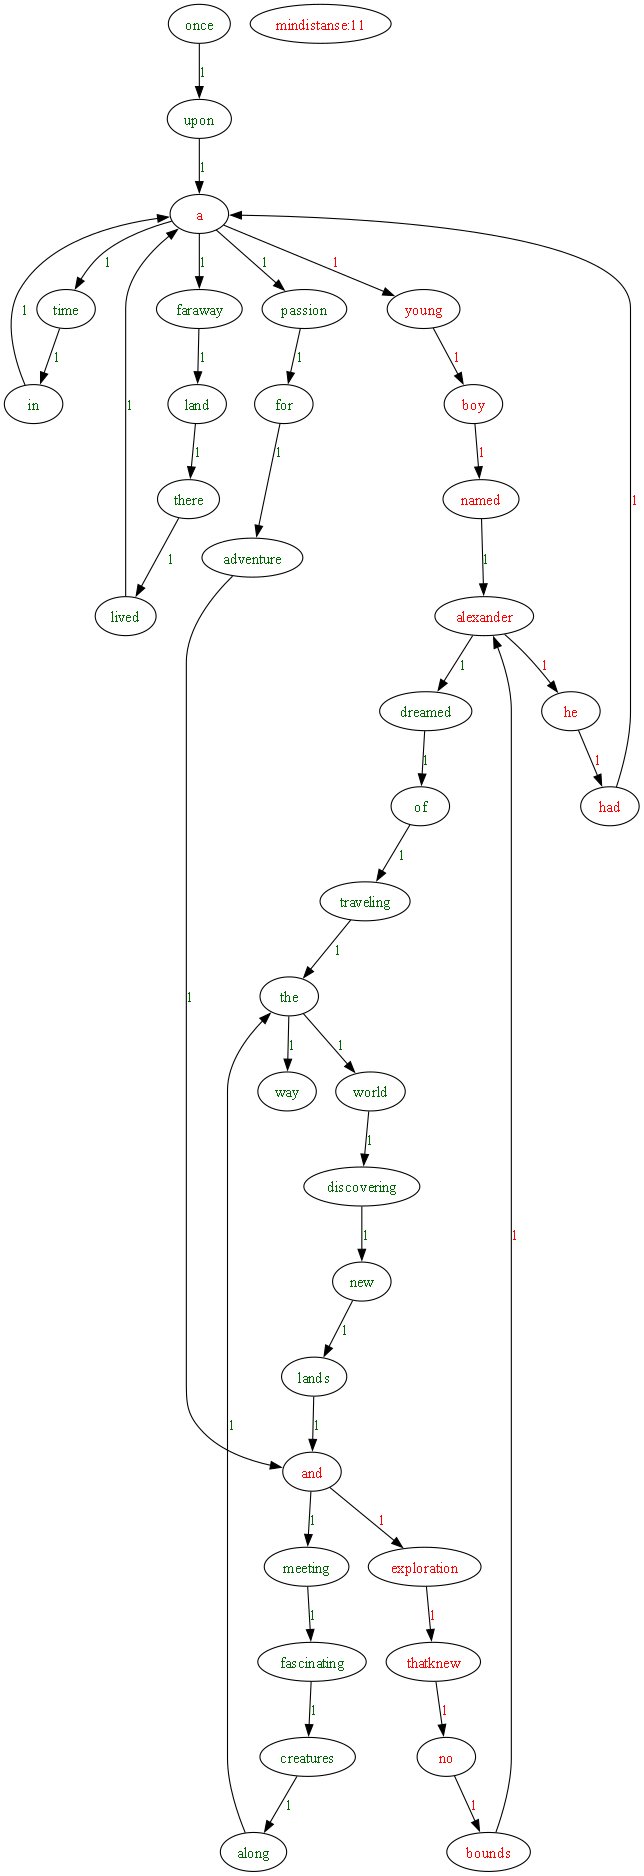 once
mindistanse:11
1
upon
1
a
1
1
1
1
time
faraway
passion
young
1
1
1
1
1
in
land
for
boy
1
1
1
1
there
named
1
1
adventure
lived
alexander
1
1
dreamed
he
1
1
of
had
1
1
traveling
1
the
1
1
1
way
world
1
discovering
1
new
1
lands
1
1
and
1
1
meeting
exploration
1
1
fascinating
thatknew
1
1
creatures
no
1
1
along
bounds
1